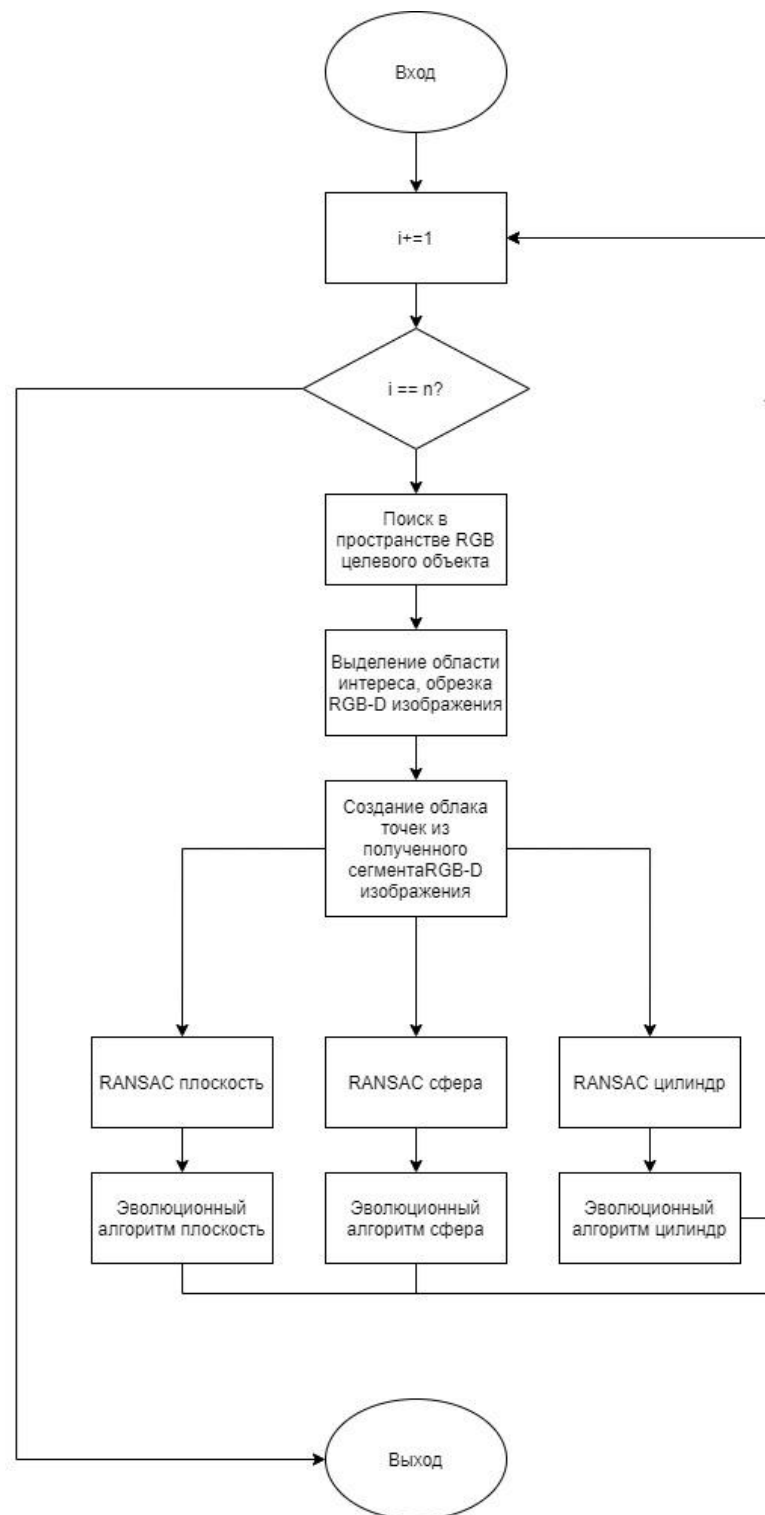 Вход
i+=1
i == n?
Поиск в
пространстве RGB
целевого объекта
Выделение области
интереса, обрезка
RGB-D изображения
Создание облака
точек из
полученного
сегментаRGB-D
изображения
RANSAC плоскость
RANSAC сфера
RANSAC цилиндр
Эволюционный
алгоритм плоскость
Эволюционный
алгоритм сфера
Эволюционный
алгоритм цилиндр
Выход